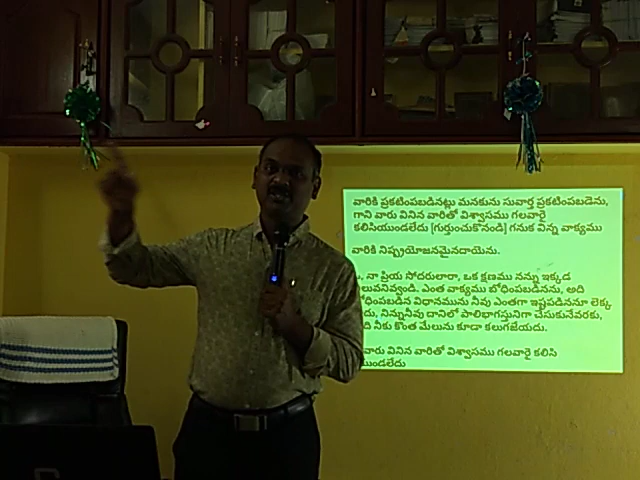 వారికి ప్రకటింపబడినట్లు మనకును సువార్త ప్రకటింపబడెను,
గాని వారు వినిన వారితో విశ్వాసము గలవారై
కలిసియుండలేదు [గుర్తుంచుకొనండి] గనుక విన్న వాక్యము
వారికి నిష్ప్రయోజనమైనదాయెను.
నా ప్రియ సోదరులారా, ఒక క్షణము నన్ను ఇక్కడ
ఎంత వాక్యము బోధింపబడినను, అది
విధానమును నీవు ఎంతగా ఇష్టపడిననూ లెక్క
నిన్నునీవు దానిలో పాలిభాగస్తునిగా చేసుకునేవరకు,
నీకు కొంత మేలును కూడా కలుగజేయదు.
వారు వినిన వారితో విశ్వాసము గలవారై కలిసి